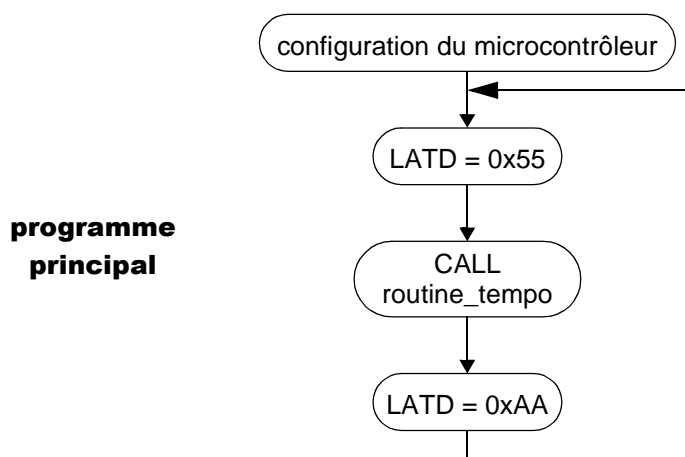 configuration du microcontrôleur
LATD = 0x55
programme
principal
CALL
routine_tempo
LATD = 0xAA